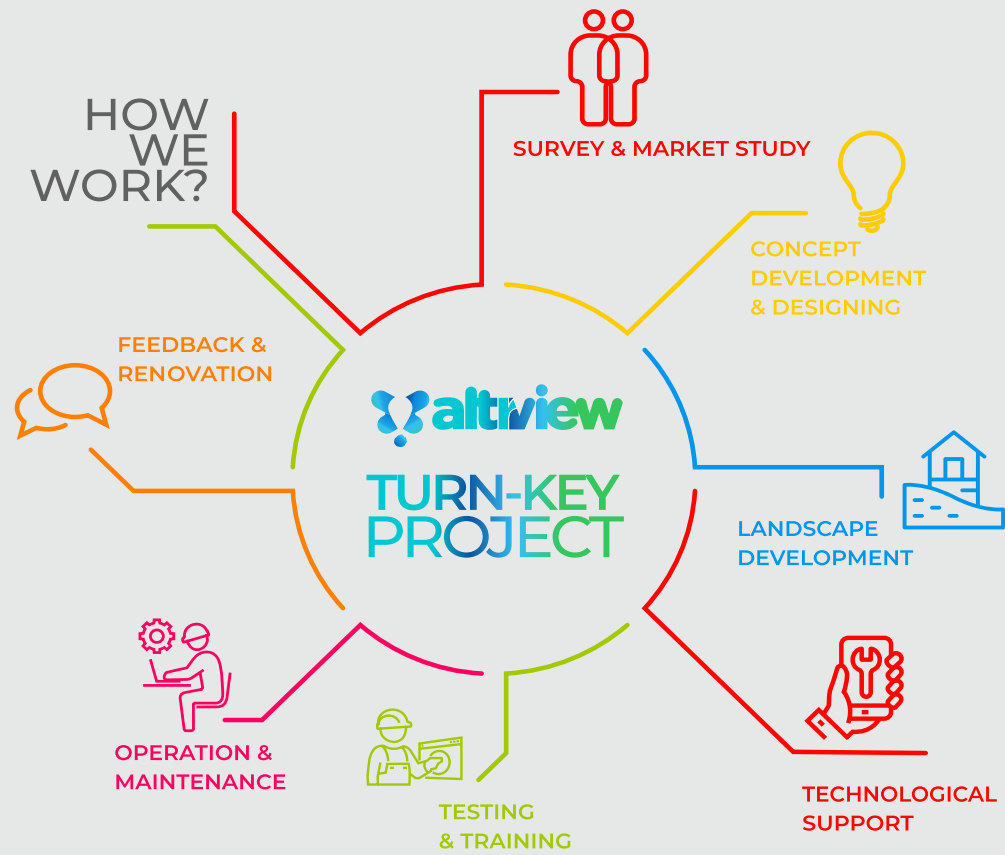 HOW
WE
WORK?
SURVEY & MARKET STUDY
CONCEPT
DEVELOPMENT
& DESIGNING
FEEDBACK &
RENOVATION
altrview
TURN-KEY
PROJECT
LANDSCAPE
DEVELOPMENT
OPERATION &
MAINTENANCE
TESTING
& TRAINING
TECHNOLOGICAL
SUPPORT